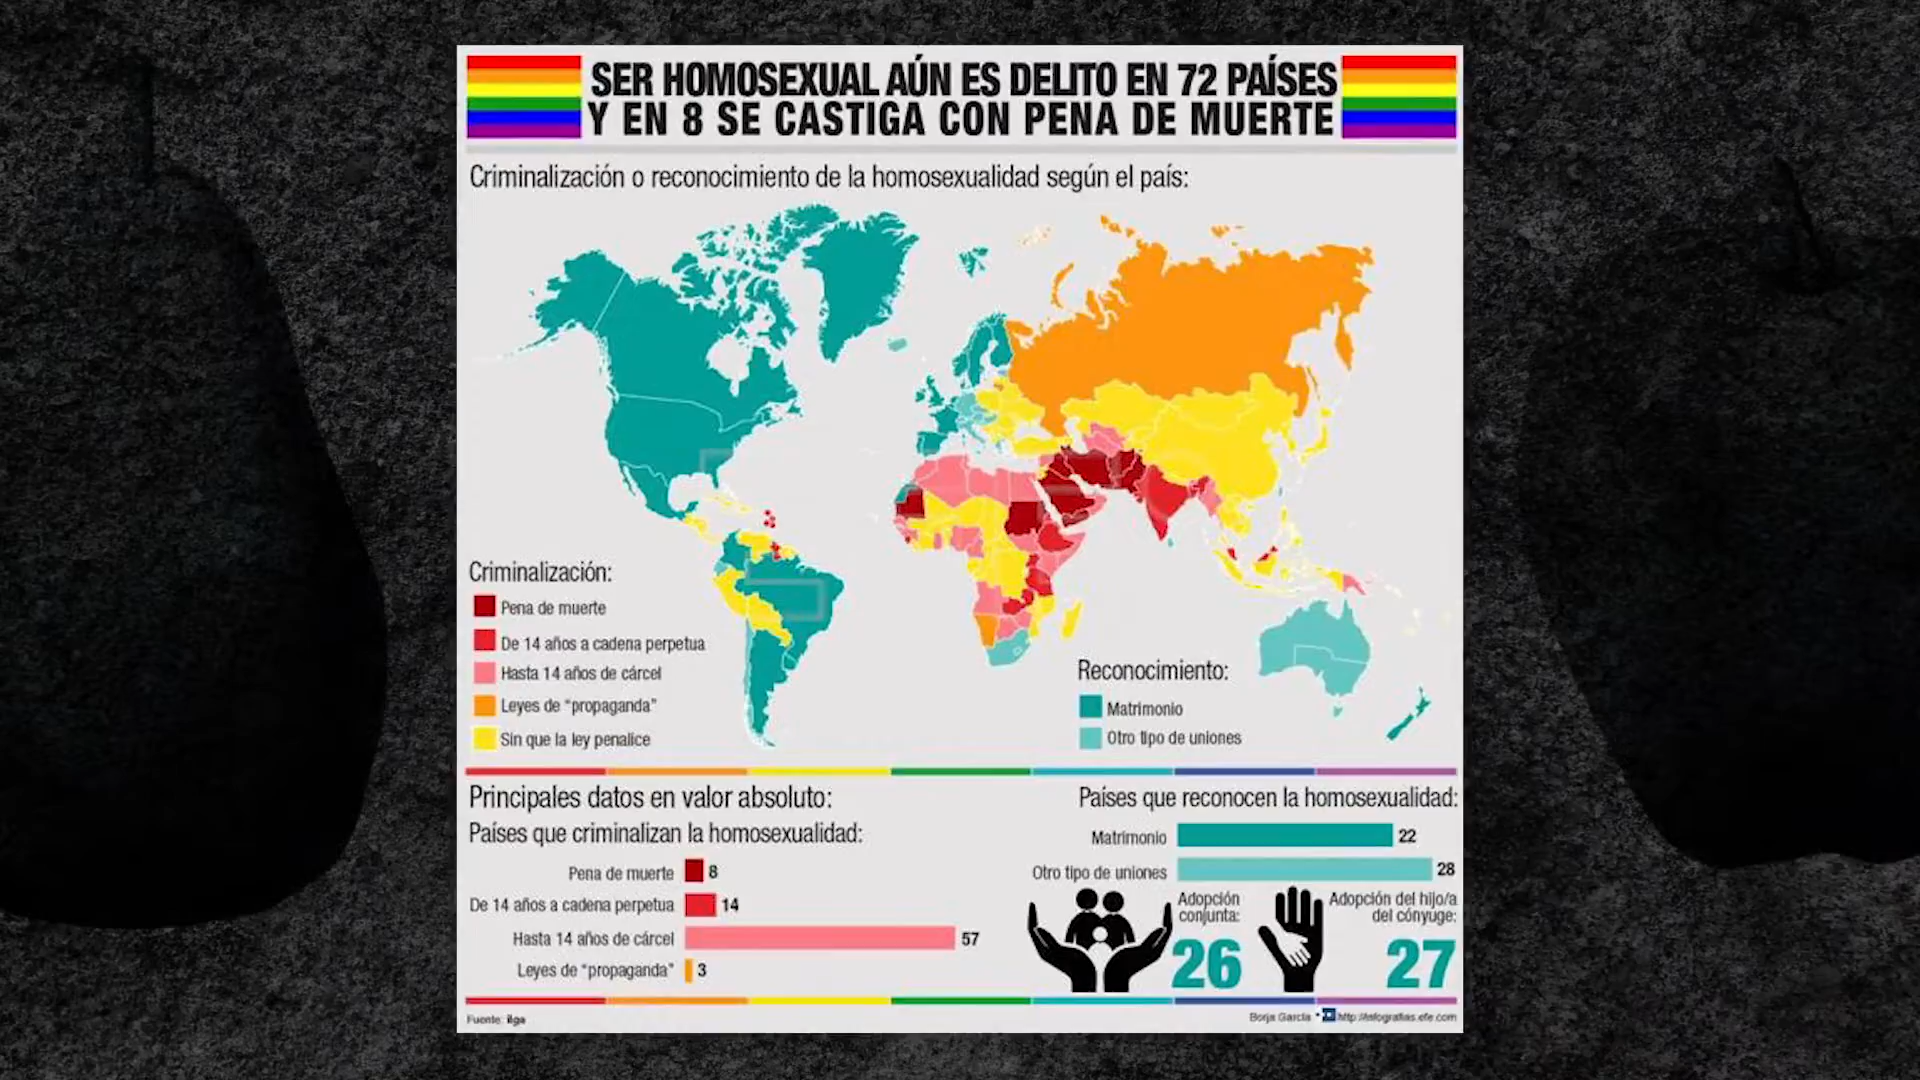 SER HOMOSEXUAL AÚN ES DELITO EN 72 PAÍSES
Y EN 8 SE CASTIGA CON PENA DE MUERTE
Criminalización o reconocimiento de la homosexualidad según el país:
Criminalización:
Pena de muerte
De 14 años a cadena perpetua
Hasta 14 años de cárcel
Leyes de "propaganda"
Sin que la ley penalice
Reconocimiento:
Matrimonio
Otro tipo de uniones
Principales datos en valor absoluto:
Países que criminalizan la homosexualidad:
Pena de muerte 8
De 14 años a cadena perpetua 14
Hasta 14 años de cárcel 57
Leyes de "propaganda" 3
Países que reconocen la homosexualidad:
Matrimonio 22
Otro tipo de uniones 28
Adopción
conjunta:
26
Adopción del hijo/a
del cónyuge:
27
Fuente: ilga
Borja García • http://infografias.efe.com